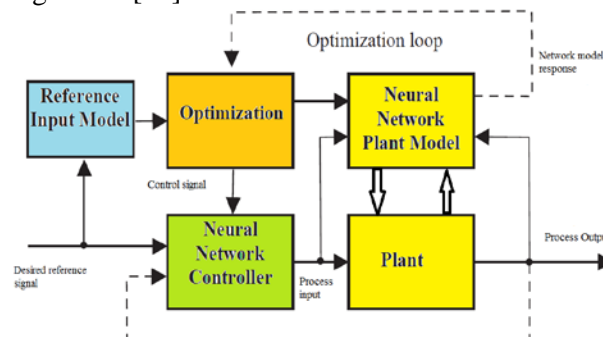 Optimization loop
Network model
response
Reference
Input Model
Optimization
Neural
Network
Plant Model
Control signal
Neural
Network
Controller
Plant
Process Output
Desired reference
signal
Process
input